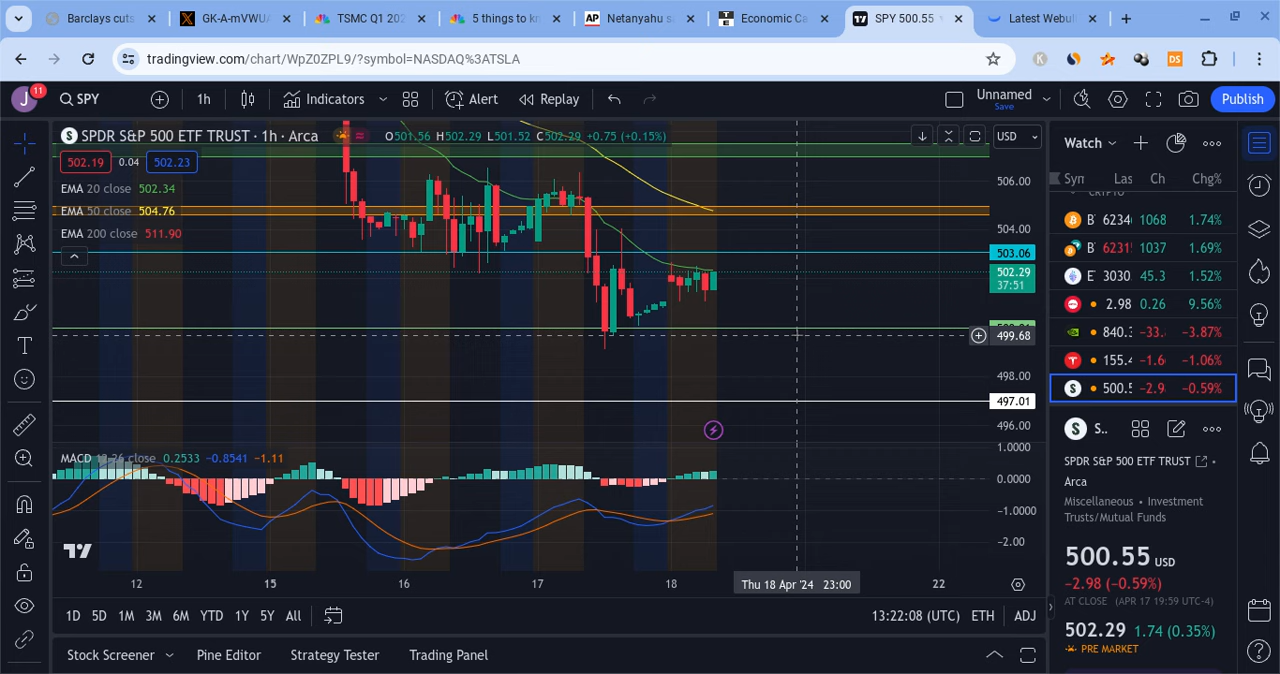 Barclays cuts
GK-A-mVWUA
TSMC Q1 202
5 things to kn
Netanyahu sa
Economic Ca
SPY 500.55
Latest Webul
tradingview.com/chart/WpZ0ZPL9/?symbol=NASDAQ%3ATSLA
J 11
SPY
1h
Indicators
Alert
Replay
Unnamed
Save
Publish
SPDR S&P 500 ETF TRUST · 1h · Arca
O501.56 H502.29 L501.52 C502.29 +0.75 (+0.15%)
USD
502.19 0.04 502.23
EMA 20 close 502.34
EMA 50 close 504.76
EMA 200 close 511.90
506.00
504.00
503.06
502.29
37:51
499.68
498.00
497.01
496.00
MACD 12 26 close 0.2533 −0.8541 −1.11
1.0000
0.0000
−1.0000
−2.00
12 15 16 17 18 22
Thu 18 Apr '24 23:00
1D 5D 1M 3M 6M YTD 1Y 5Y All
13:22:08 (UTC) ETH ADJ
Stock Screener Pine Editor Strategy Tester Trading Panel
Watch
Las Ch Chg%
B 6234 1068 1.74%
B 6231 1037 1.69%
E 3030 45.3 1.52%
2.98 0.26 9.56%
840.3 −33. −3.87%
155.4 −1.6 −1.06%
500.5 −2.9 −0.59%
S..
SPDR S&P 500 ETF TRUST
Arca
Miscellaneous • Investment
Trusts/Mutual Funds
500.55 USD
−2.98 (−0.59%)
AT CLOSE (APR 17 19:59 UTC-4)
502.29 1.74 (0.35%)
PRE MARKET